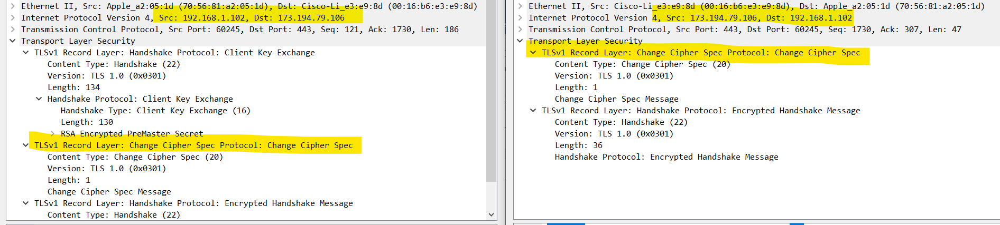 Ethernet II, Src: Apple_a2:05:1d (70:56:81:a2:05:1d), Dst: Cisco-Li_e3:e9:8d (00:16:b6:e3:e9:8d)
Internet Protocol Version 4, Src: 192.168.1.102, Dst: 173.194.79.106
Transmission Control Protocol, Src Port: 60245, Dst Port: 443, Seq: 121, Ack: 1730, Len: 186
Transport Layer Security
TLSv1 Record Layer: Handshake Protocol: Client Key Exchange
Content Type: Handshake (22)
Version: TLS 1.0 (0x0301)
Length: 134
Handshake Protocol: Client Key Exchange
Handshake Type: Client Key Exchange (16)
Length: 130
RSA Encrypted PreMaster Secret
TLSv1 Record Layer: Change Cipher Spec Protocol: Change Cipher Spec
Content Type: Change Cipher Spec (20)
Version: TLS 1.0 (0x0301)
Length: 1
Change Cipher Spec Message
TLSv1 Record Layer: Handshake Protocol: Encrypted Handshake Message
Content Type: Handshake (22)
Ethernet II, Src: Cisco-Li_e3:e9:8d (00:16:b6:e3:e9:8d), Dst: Apple_a2:05:1d (70:56:81:a2:05:1d)
Internet Protocol Version 4, Src: 173.194.79.106, Dst: 192.168.1.102
Transmission Control Protocol, Src Port: 443, Dst Port: 60245, Seq: 1730, Ack: 307, Len: 47
Transport Layer Security
TLSv1 Record Layer: Change Cipher Spec Protocol: Change Cipher Spec
Content Type: Change Cipher Spec (20)
Version: TLS 1.0 (0x0301)
Length: 1
Change Cipher Spec Message
TLSv1 Record Layer: Handshake Protocol: Encrypted Handshake Message
Content Type: Handshake (22)
Version: TLS 1.0 (0x0301)
Length: 36
Handshake Protocol: Encrypted Handshake Message